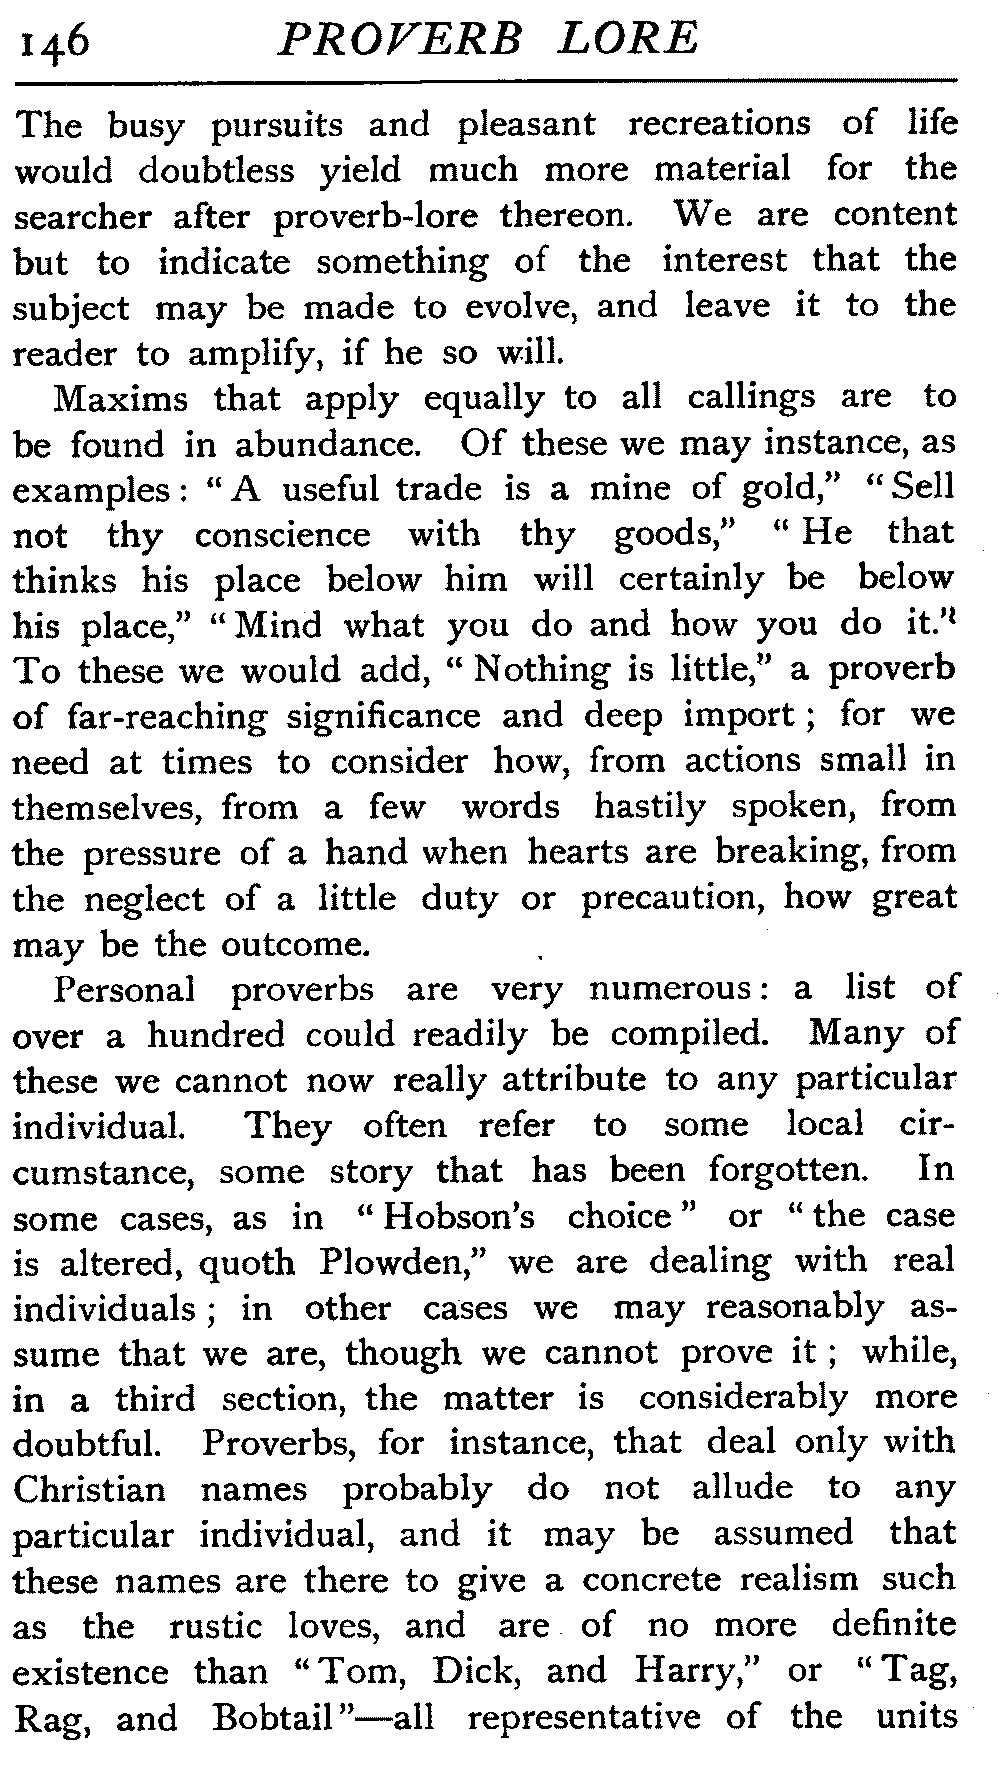 146 PROVERB LORE
The busy pursuits and pleasant recreations of life
would doubtless yield much more material for the
searcher after proverb-lore thereon. We are content
but to indicate something of the interest that the
subject may be made to evolve, and leave it to the
reader to amplify, if he so will.
Maxims that apply equally to all callings are to
be found in abundance. Of these we may instance, as
examples: “A useful trade is a mine of gold,” “Sell
not thy conscience with thy goods,” “He that
thinks his place below him will certainly be below
his place,” “Mind what you do and how you do it.”
To these we would add, “Nothing is little,” a proverb
of far-reaching significance and deep import; for we
need at times to consider how, from actions small in
themselves, from a few words hastily spoken, from
the pressure of a hand when hearts are breaking, from
the neglect of a little duty or precaution, how great
may be the outcome.
Personal proverbs are very numerous: a list of
over a hundred could readily be compiled. Many of
these we cannot now really attribute to any particular
individual. They often refer to some local cir-
cumstance, some story that has been forgotten. In
some cases, as in “Hobson's choice” or “the case
is altered, quoth Plowden,” we are dealing with real
individuals; in other cases we may reasonably as-
sume that we are, though we cannot prove it; while,
in a third section, the matter is considerably more
doubtful. Proverbs, for instance, that deal only with
Christian names probably do not allude to any
particular individual, and it may be assumed that
these names are there to give a concrete realism such
as the rustic loves, and are of no more definite
existence than “Tom, Dick, and Harry,” or “Tag,
Rag, and Bobtail”—all representative of the units